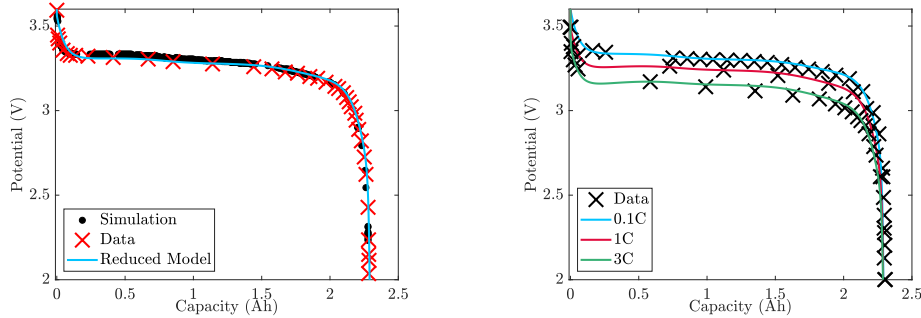 3.5
3
2.5
2
Potential (V)
0
0.5
1
1.5
2
2.5
Capacity (Ah)
Simulation
Data
Reduced Model
3.5
3
2.5
2
Potential (V)
0
0.5
1
1.5
2
2.5
Capacity (Ah)
Data
0.1C
1C
3C